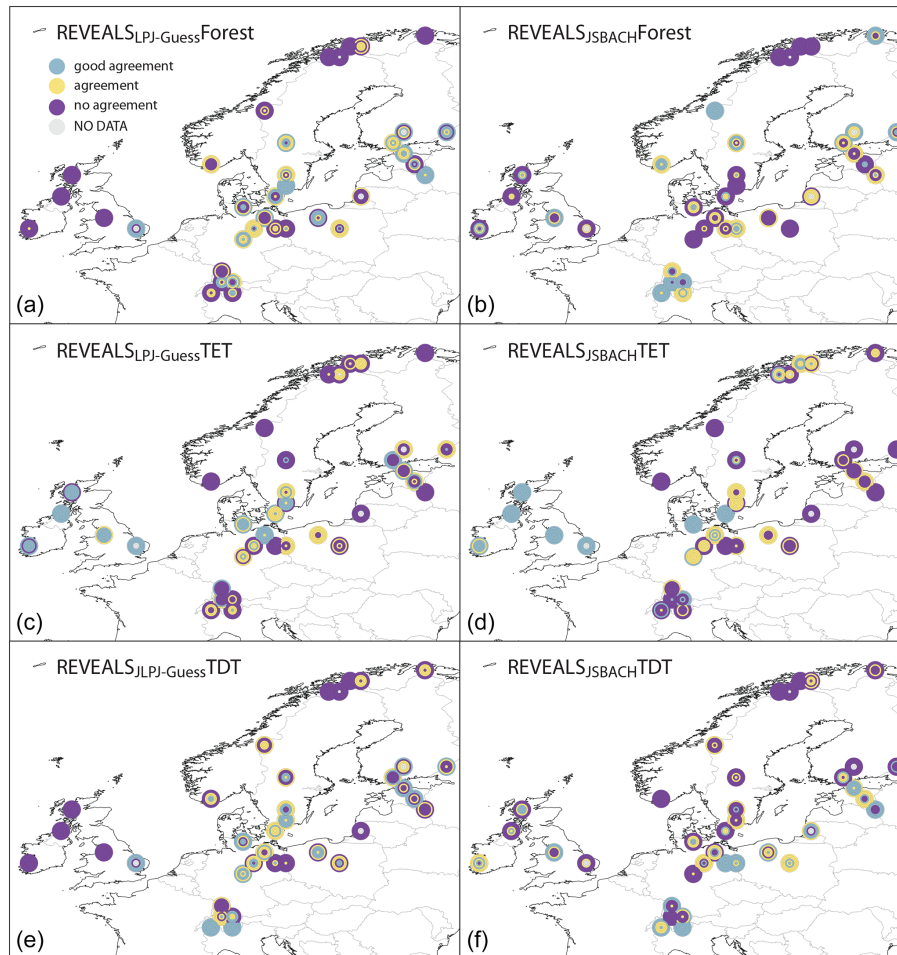 REVEALSLPJ-GuessForest
good agreement
agreement
no agreement
NO DATA
(a)
REVEALSJSBACHForest
(b)
REVEALSLPJ-GuessTET
(c)
REVEALSJSBACHTET
(d)
REVEALSJLPJ-GuessTDT
(e)
REVEALSJSBACHTDT
(f)